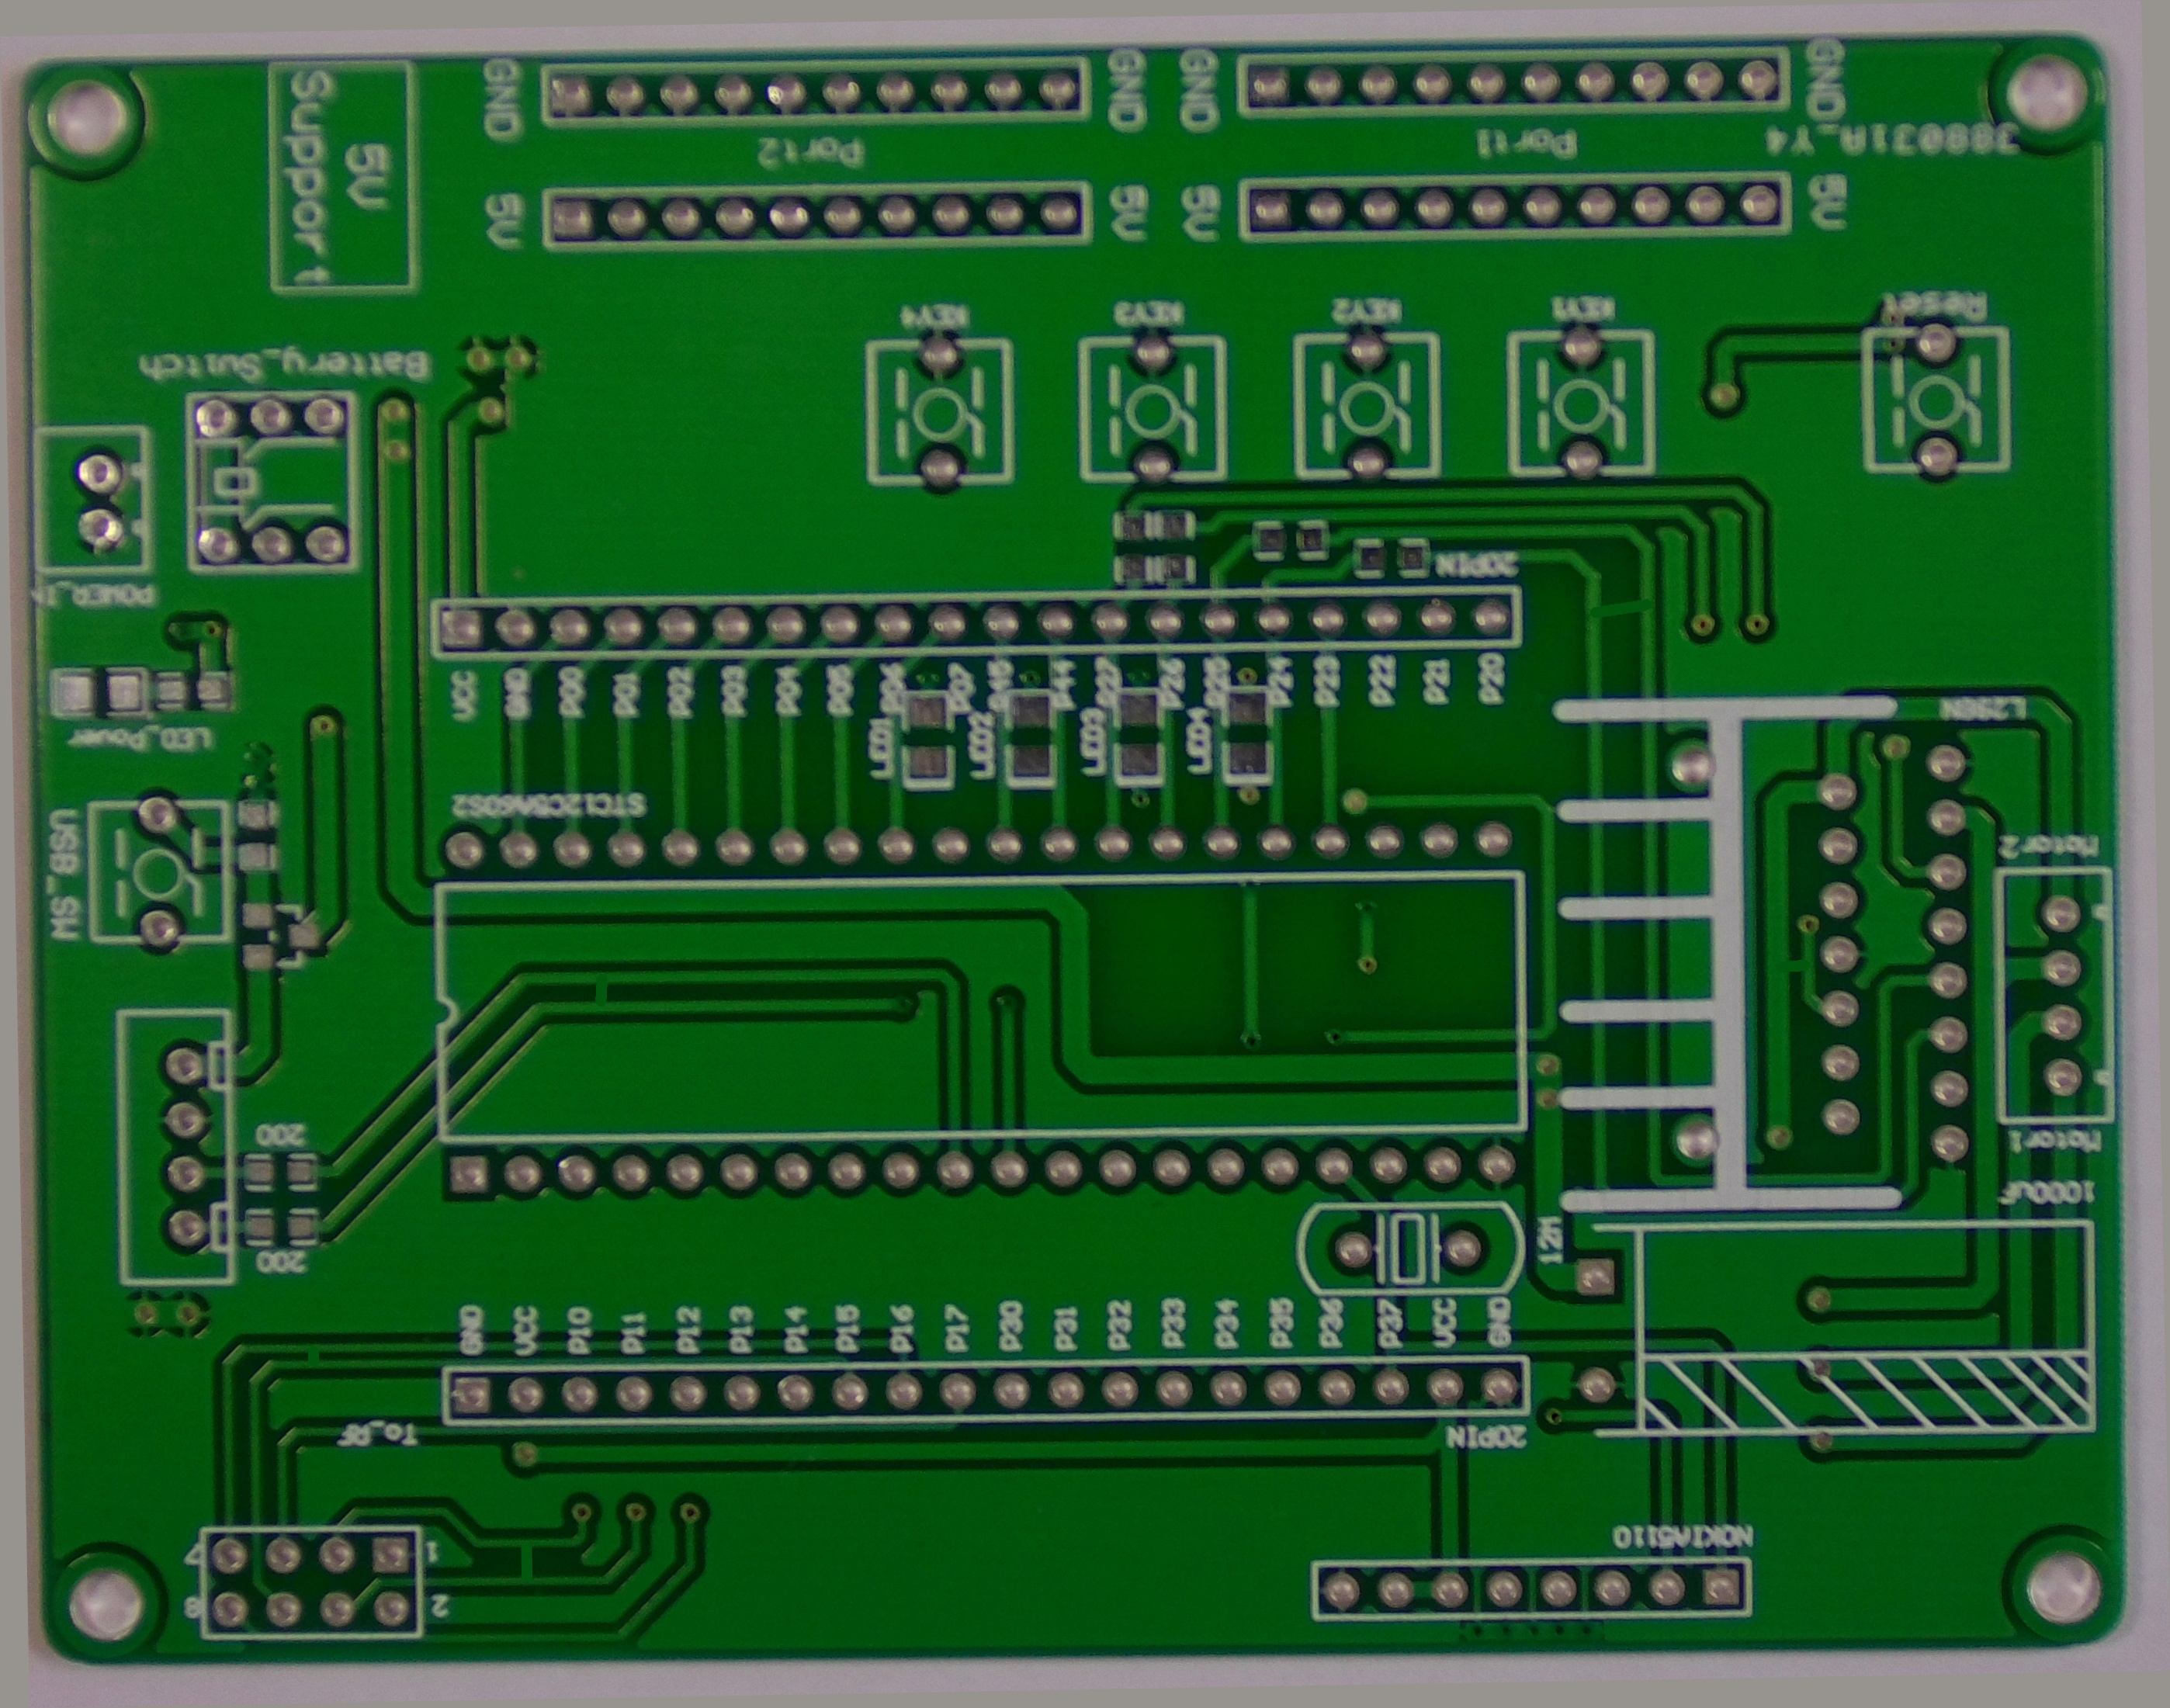 GND
GND
GND
GND
5V
Support
Port2
Port1
398031A_Y4
5V
5V
5V
5V
KEY4
KEY3
KEY2
KEY1
Reset
Battery_Switch
20PIN
POWER_IN
VCC
GND
P00
P01
P02
P03
P04
P05
P06
P07
P45
P44
P27
P26
P25
P24
P23
P22
P21
P20
LED_Power
LED1
LED2
LED3
LED4
L298N
STC12C5A60S2
USB_SW
Motor2
Motor1
200
200
1000uF
12M
GND
VCC
P10
P11
P12
P13
P14
P15
P16
P17
P30
P31
P32
P33
P34
P35
P36
P37
VCC
GND
To_RF
20PIN
NOKIA5110
7
1
8
2